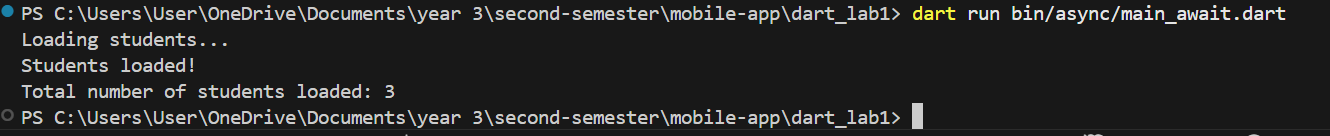 PS C:\Users\User\OneDrive\Documents\year 3\second-semester\mobile-app\dart_lab1> dart run bin/async/main_await.dart
Loading students...
Students loaded!
Total number of students loaded: 3
PS C:\Users\User\OneDrive\Documents\year 3\second-semester\mobile-app\dart_lab1>